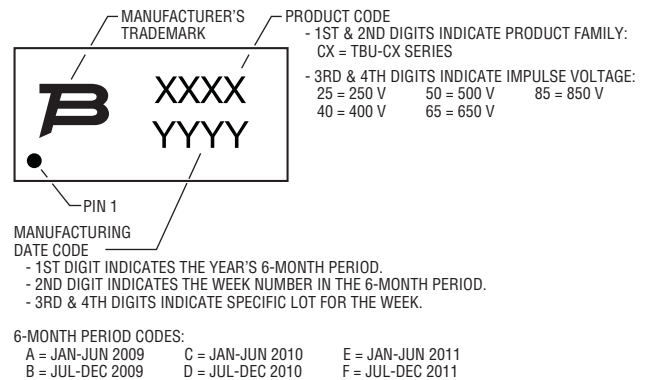 MANUFACTURER'S
TRADEMARK
PRODUCT CODE
- 1ST & 2ND DIGITS INDICATE PRODUCT FAMILY:
CX = TBU-CX SERIES
- 3RD & 4TH DIGITS INDICATE IMPULSE VOLTAGE:
25 = 250 V 50 = 500 V 85 = 850 V
40 = 400 V 65 = 650 V
B
XXXX
YYYY
PIN 1
MANUFACTURING
DATE CODE
- 1ST DIGIT INDICATES THE YEAR'S 6-MONTH PERIOD.
- 2ND DIGIT INDICATES THE WEEK NUMBER IN THE 6-MONTH PERIOD.
- 3RD & 4TH DIGITS INDICATE SPECIFIC LOT FOR THE WEEK.
6-MONTH PERIOD CODES:
A = JAN-JUN 2009 C = JAN-JUN 2010 E = JAN-JUN 2011
B = JUL-DEC 2009 D = JUL-DEC 2010 F = JUL-DEC 2011